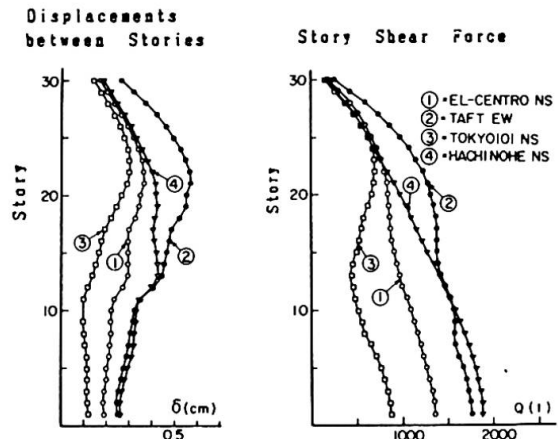 Displacements
between Stories
Story
30
20
10
④
③
①
②
δ(cm)
0.5
Story Shear Force
Story
30
20
10
①=EL-CENTRO NS
②=TAFT EW
③=TOKYO101 NS
④=HACHINOHE NS
④
②
③
①
Q(t)
1000
2000